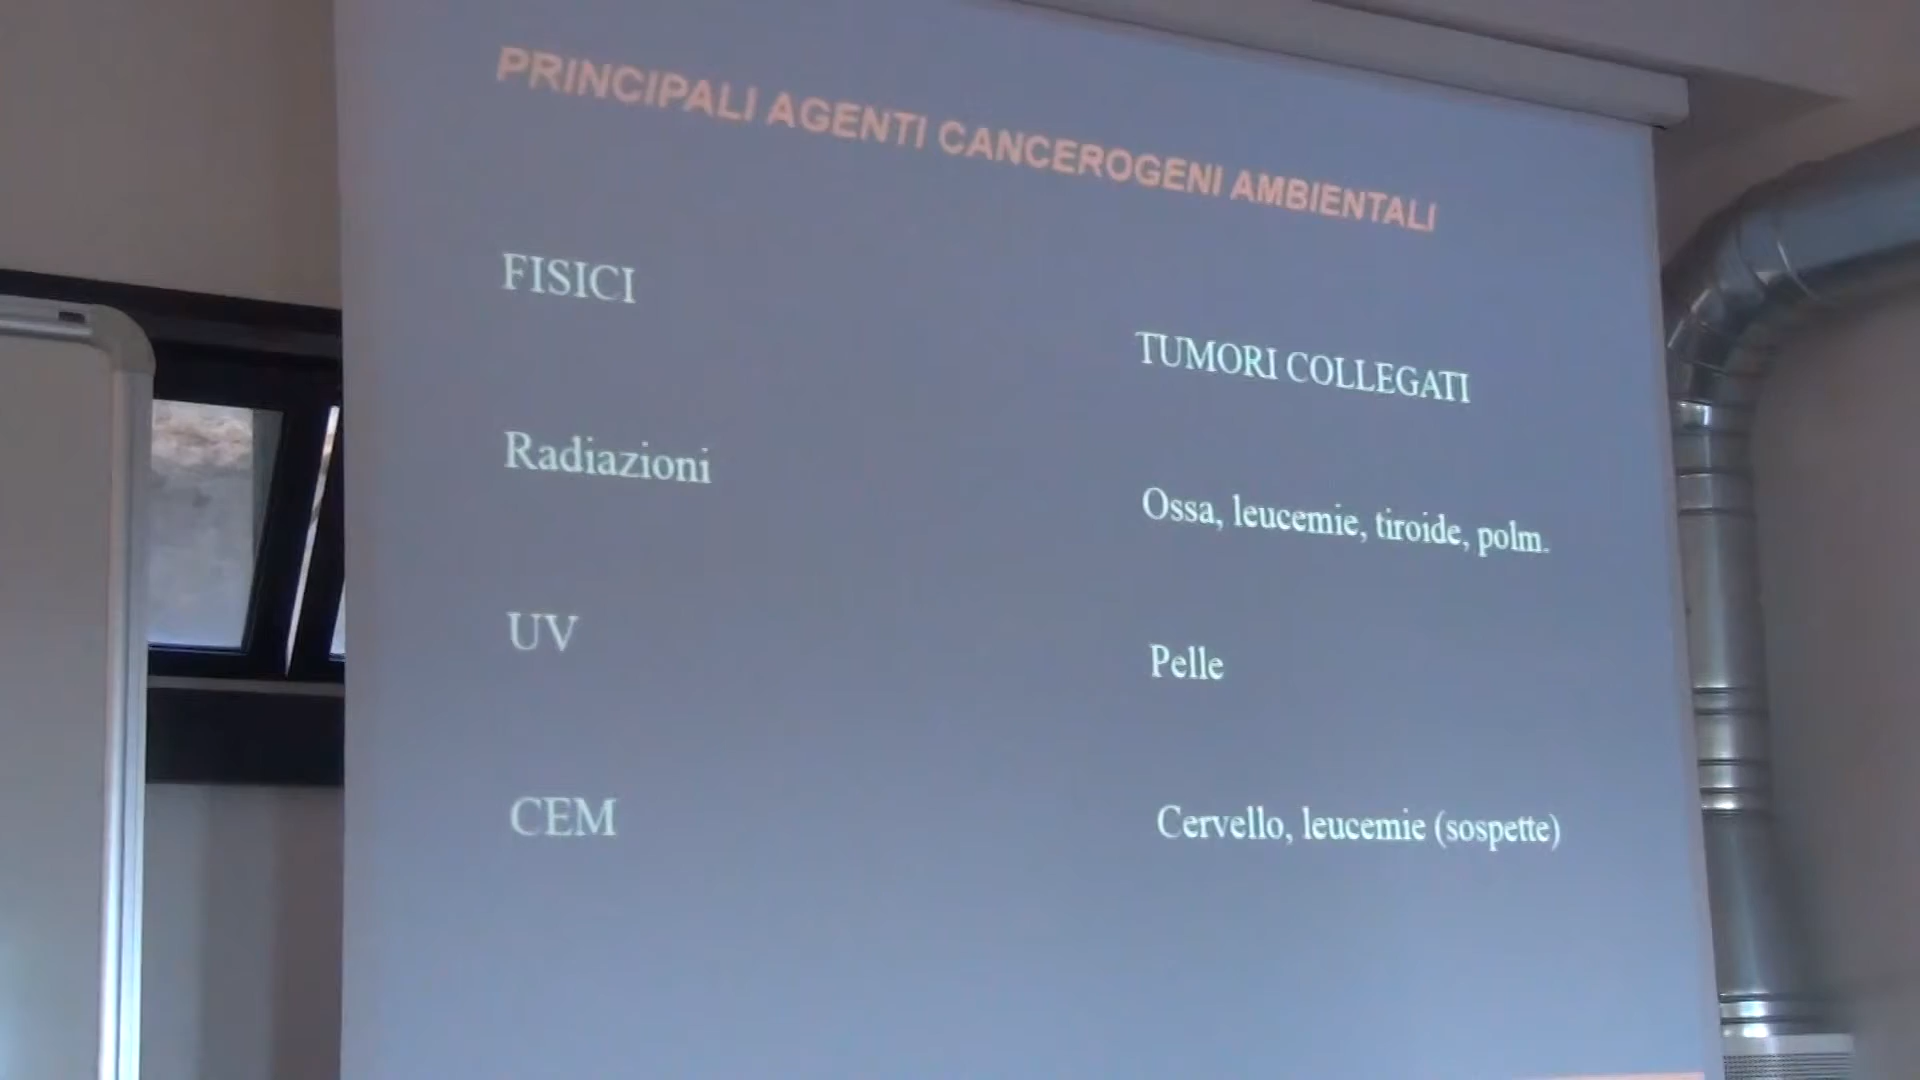 PRINCIPALI AGENTI CANCEROGENI AMBIENTALI
FISICI
TUMORI COLLEGATI
Radiazioni
Ossa, leucemie, tiroide, polm.
UV
Pelle
CEM
Cervello, leucemie (sospette)